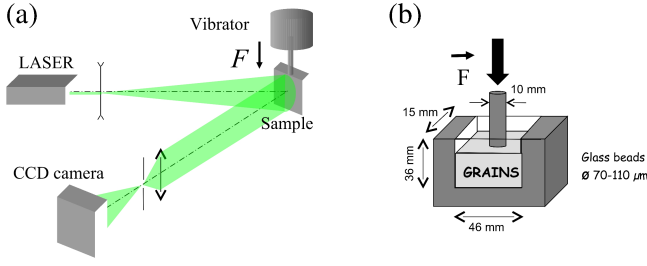 (a)
Vibrator
F
LASER
Sample
CCD camera
(b)
F
10 mm
15 mm
36 mm
GRAINS
46 mm
Glass beads
Ø 70-110 µm